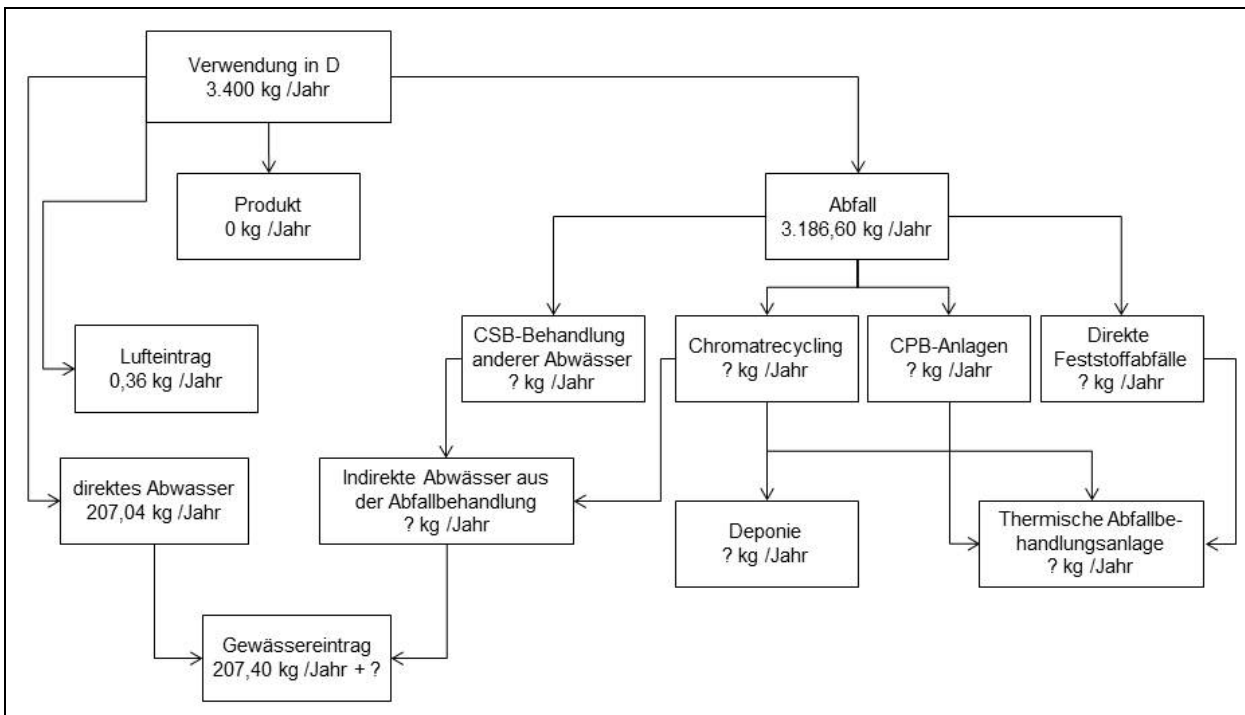 Verwendung in D
3.400 kg /Jahr
Produkt
0 kg /Jahr
Abfall
3.186,60 kg /Jahr
CSB-Behandlung
anderer Abwässer
? kg /Jahr
Chromatrecycling
? kg /Jahr
CPB-Anlagen
? kg /Jahr
Direkte
Feststoffabfälle
? kg /Jahr
Lufteintrag
0,36 kg /Jahr
direktes Abwasser
207,04 kg /Jahr
Indirekte Abwässer aus
der Abfallbehandlung
? kg /Jahr
Deponie
? kg /Jahr
Thermische Abfallbe-
handlungsanlage
? kg /Jahr
Gewässereintrag
207,40 kg /Jahr + ?